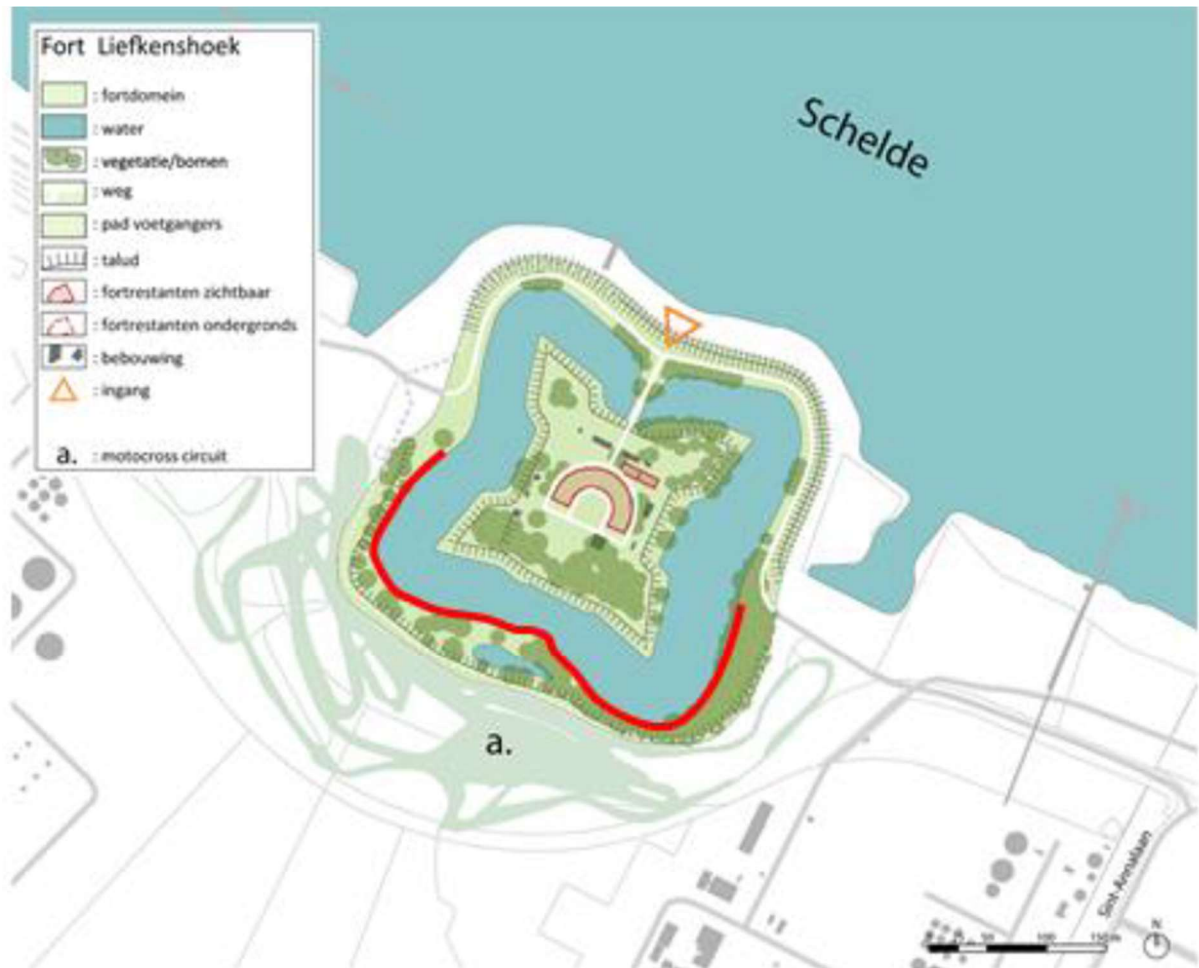 Fort Liefkenshoek
: fortdomein
: water
: vegetatie/bomen
: weg
: pad voetgangers
: talud
: fortrestanten zichtbaar
: fortrestanten ondergronds
: bebouwing
: ingang
a. : motocross circuit
Schelde
a.
Sint-Annalaan
50 100 150 m
N